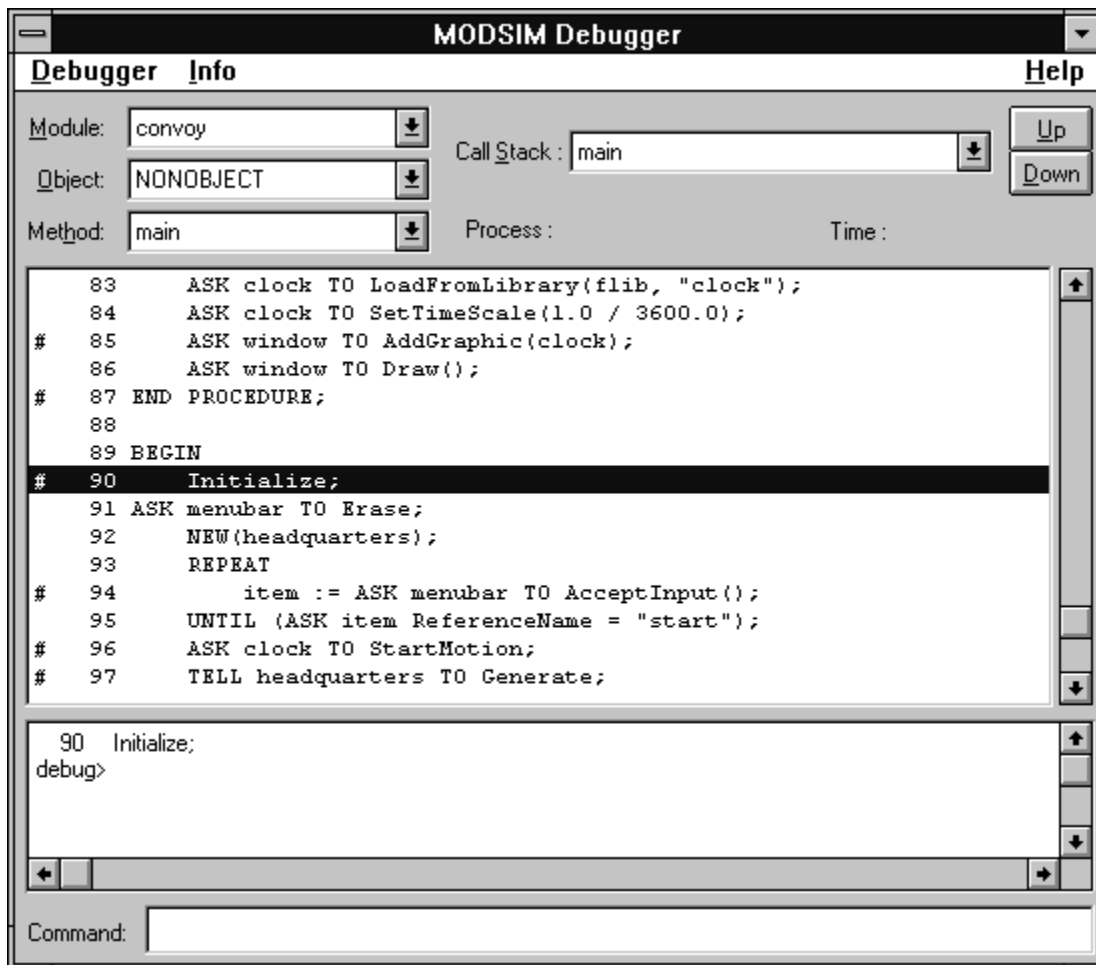 MODSIM Debugger
Debugger Info Help
Module: convoy
Object: NONOBJECT
Method: main
Call Stack : main
Process :
Time :
Up
Down
83 ASK clock TO LoadFromLibrary(flib, "clock");
84 ASK clock TO SetTimeScale(1.0 / 3600.0);
# 85 ASK window TO AddGraphic(clock);
86 ASK window TO Draw();
# 87 END PROCEDURE;
88
89 BEGIN
# 90 Initialize;
91 ASK menubar TO Erase;
92 NEW(headquarters);
93 REPEAT
# 94 item := ASK menubar TO AcceptInput();
95 UNTIL (ASK item ReferenceName = "start");
# 96 ASK clock TO StartMotion;
# 97 TELL headquarters TO Generate;
90 Initialize;
debug>
Command: